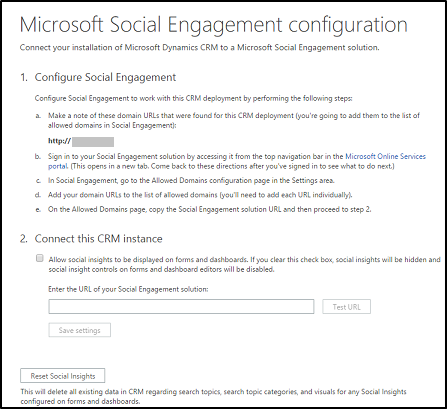 Microsoft Social Engagement configuration
Connect your installation of Microsoft Dynamics CRM to a Microsoft Social Engagement solution.
1. Configure Social Engagement
Configure Social Engagement to work with this CRM deployment by performing the following steps:
a. Make a note of these domain URLs that were found for this CRM deployment (you're going to add them to the list of
allowed domains in Social Engagement):
http://
b. Sign in to your Social Engagement solution by accessing it from the top navigation bar in the Microsoft Online Services
portal. (This opens in a new tab. Come back to these directions after you've signed in to see what to do next.)
c. In Social Engagement, go to the Allowed Domains configuration page in the Settings area.
d. Add your domain URLs to the list of allowed domains (you'll need to add each URL individually).
e. On the Allowed Domains page, copy the Social Engagement solution URL and then proceed to step 2.
2. Connect this CRM instance
Allow social insights to be displayed on forms and dashboards. If you clear this check box, social insights will be hidden and
social insight controls on forms and dashboard editors will be disabled.
Enter the URL of your Social Engagement solution:
Test URL
Save settings
Reset Social Insights
This will delete all existing data in CRM regarding search topics, search topic categories, and visuals for any Social Insights
configured on forms and dashboards.